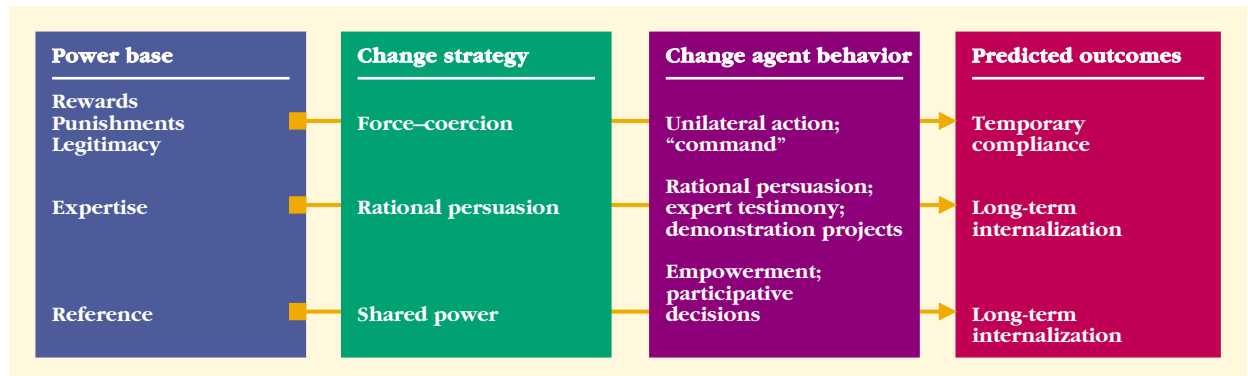 Power base
Rewards
Punishments
Legitimacy
Expertise
Reference
Change strategy
Force–coercion
Rational persuasion
Shared power
Change agent behavior
Unilateral action;
“command”
Rational persuasion;
expert testimony;
demonstration projects
Empowerment;
participative
decisions
Predicted outcomes
Temporary
compliance
Long-term
internalization
Long-term
internalization